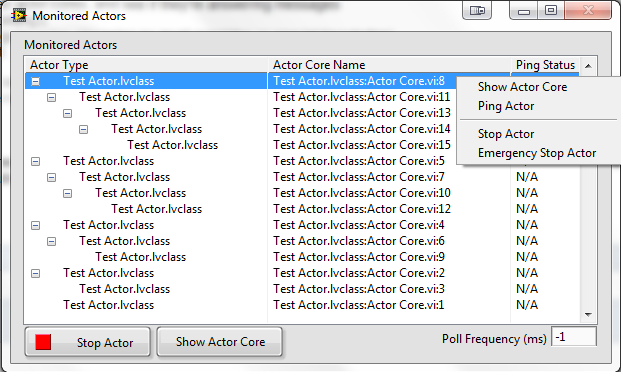 and see if they're answering messages
Monitored Actors
Monitored Actors
Actor Type Actor Core Name Ping Status
Test Actor.lvclass Test Actor.lvclass:Actor Core.vi:8
Test Actor.lvclass Test Actor.lvclass:Actor Core.vi:11
Test Actor.lvclass Test Actor.lvclass:Actor Core.vi:13
Test Actor.lvclass Test Actor.lvclass:Actor Core.vi:14
Test Actor.lvclass Test Actor.lvclass:Actor Core.vi:15
Test Actor.lvclass Test Actor.lvclass:Actor Core.vi:5
Test Actor.lvclass Test Actor.lvclass:Actor Core.vi:7 N/A
Test Actor.lvclass Test Actor.lvclass:Actor Core.vi:10 N/A
Test Actor.lvclass Test Actor.lvclass:Actor Core.vi:12 N/A
Test Actor.lvclass Test Actor.lvclass:Actor Core.vi:4 N/A
Test Actor.lvclass Test Actor.lvclass:Actor Core.vi:6 N/A
Test Actor.lvclass Test Actor.lvclass:Actor Core.vi:9 N/A
Test Actor.lvclass Test Actor.lvclass:Actor Core.vi:2 N/A
Test Actor.lvclass Test Actor.lvclass:Actor Core.vi:3 N/A
Test Actor.lvclass Test Actor.lvclass:Actor Core.vi:1 N/A
Show Actor Core
Ping Actor
Stop Actor
Emergency Stop Actor
Stop Actor
Show Actor Core
Poll Frequency (ms) -1